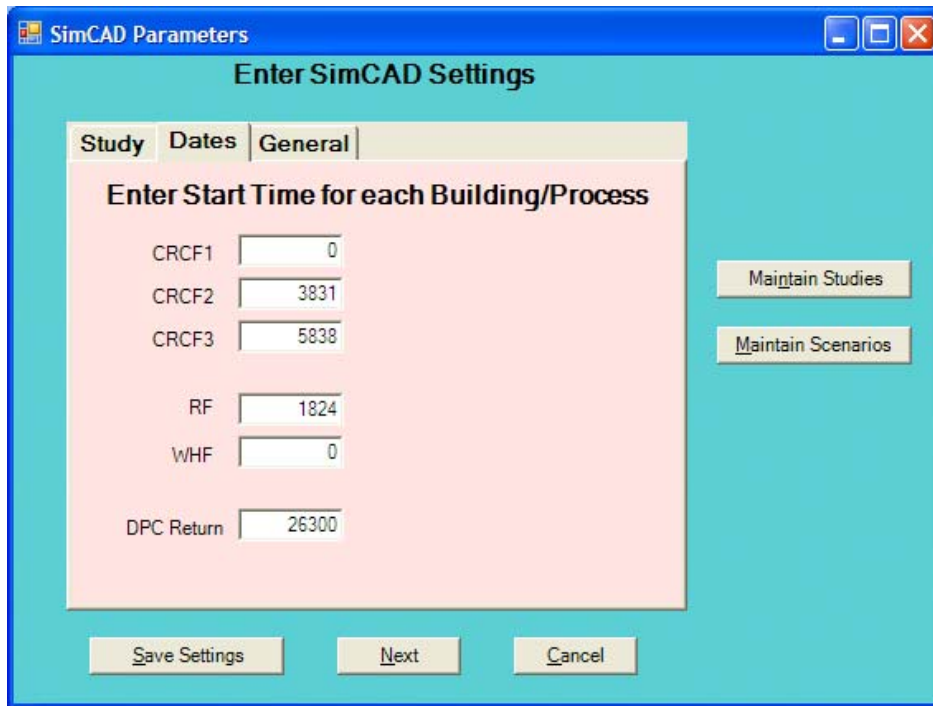 SimCAD Parameters
Enter SimCAD Settings
Study Dates General
Enter Start Time for each Building/Process
CRCF1 0
CRCF2 3831
CRCF3 5838
RF 1824
WHF 0
DPC Return 26300
Maintain Studies
Maintain Scenarios
Save Settings Next Cancel